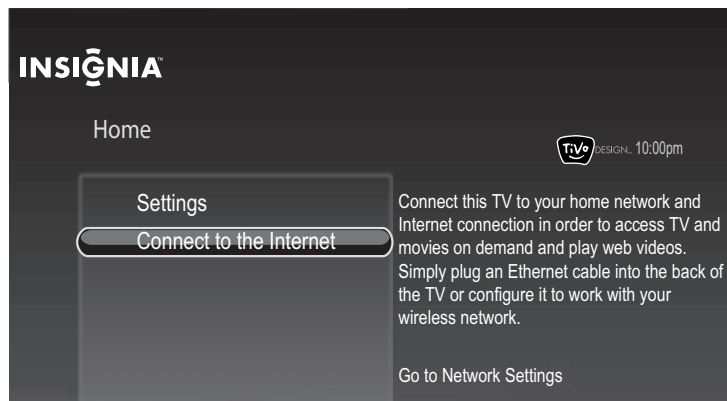 INSIGNIA™
Home
TiVo DESIGN.. 10:00pm
Settings
Connect to the Internet
Connect this TV to your home network and
Internet connection in order to access TV and
movies on demand and play web videos.
Simply plug an Ethernet cable into the back of
the TV or configure it to work with your
wireless network.
Go to Network Settings